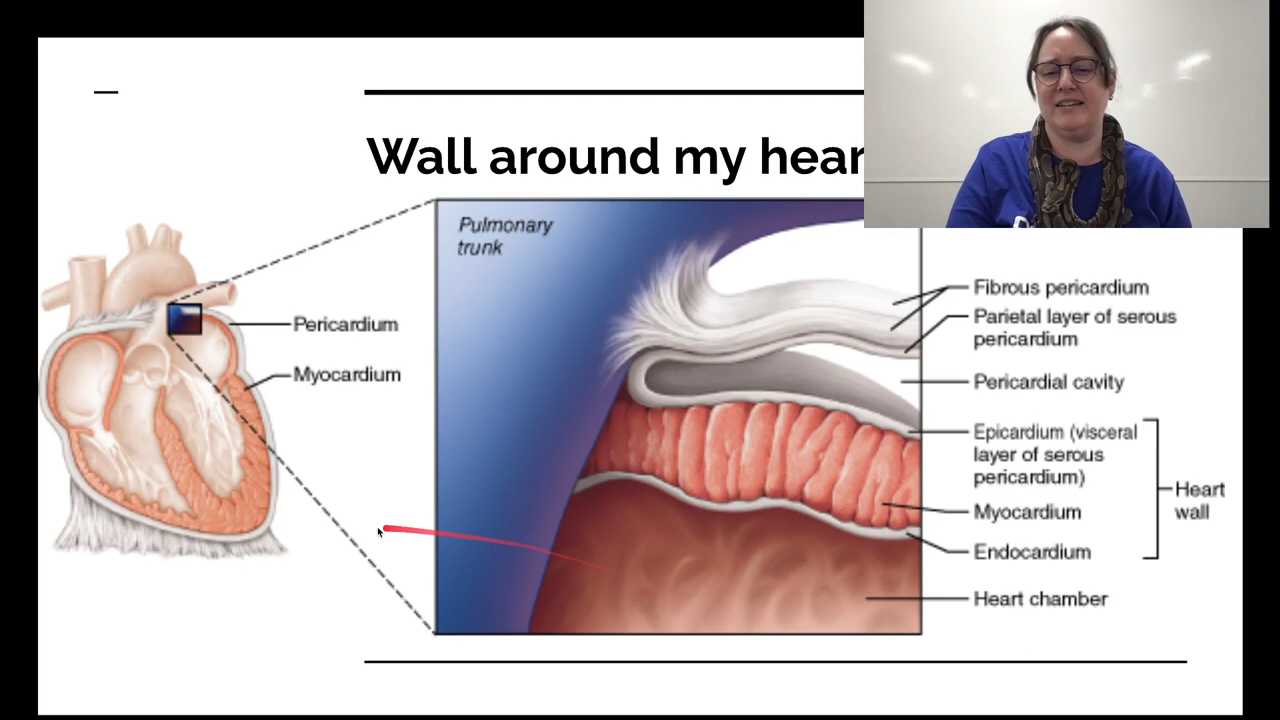 Wall around my hear
Pulmonary
trunk
Pericardium
Myocardium
Fibrous pericardium
Parietal layer of serous
pericardium
Pericardial cavity
Epicardium (visceral
layer of serous
pericardium)
Myocardium
Endocardium
Heart
wall
Heart chamber